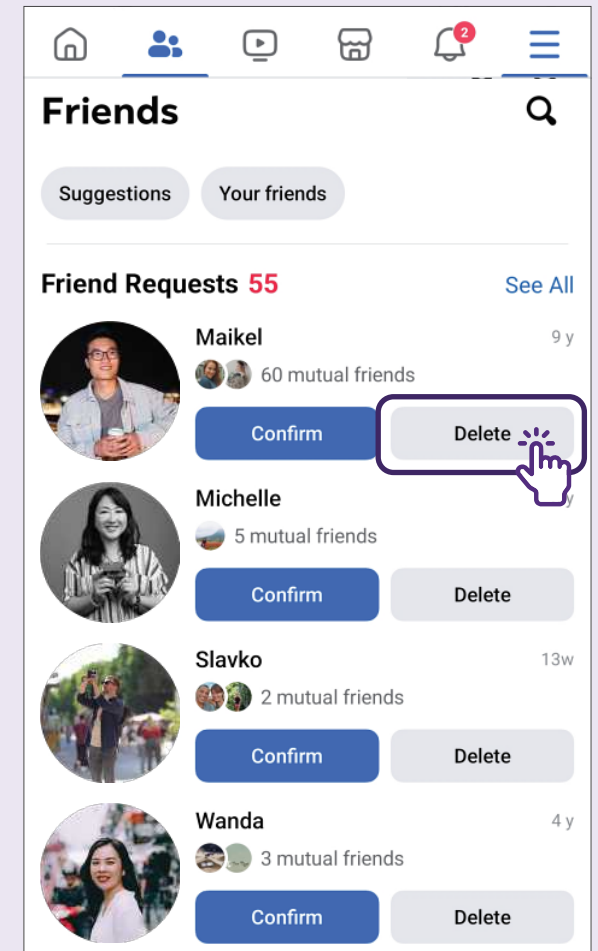 2
Friends
Suggestions Your friends
Friend Requests 55 See All
Maikel 9 y
60 mutual friends
Confirm Delete
Michelle y
5 mutual friends
Confirm Delete
Slavko 13w
2 mutual friends
Confirm Delete
Wanda 4 y
3 mutual friends
Confirm Delete